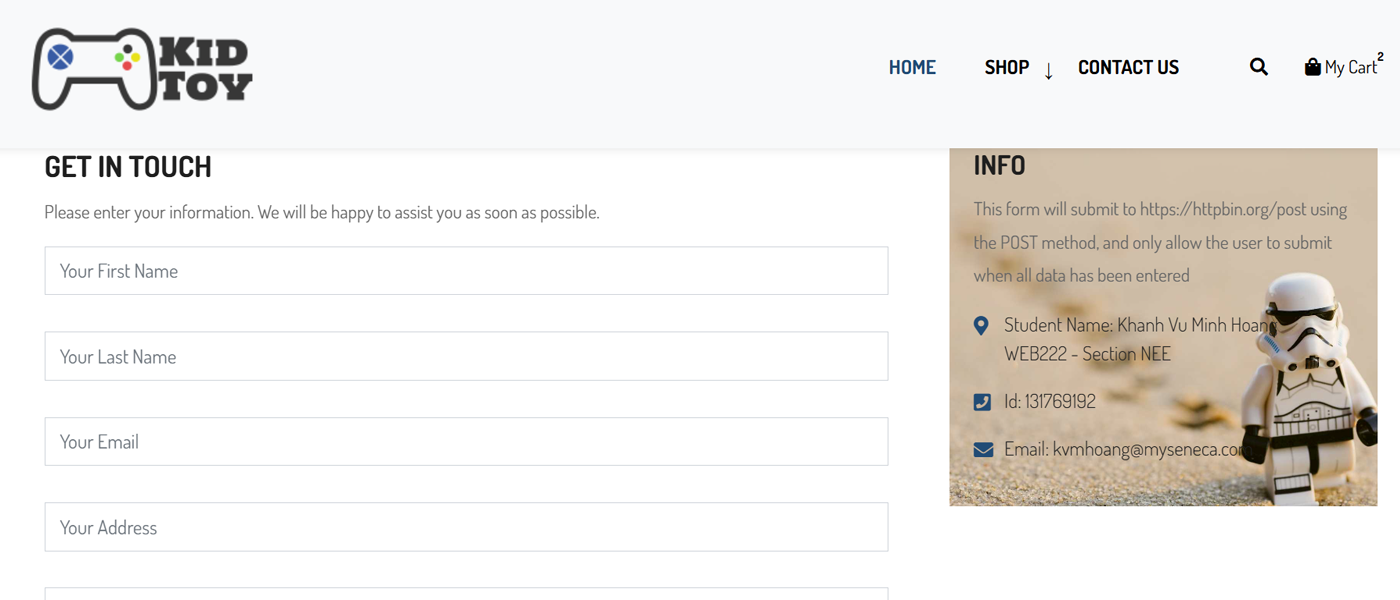 KID
TOY
HOME SHOP ↓ CONTACT US My Cart 2
GET IN TOUCH
Please enter your information. We will be happy to assist you as soon as possible.
Your First Name
Your Last Name
Your Email
Your Address
INFO
This form will submit to https://httpbin.org/post using
the POST method, and only allow the user to submit
when all data has been entered
Student Name: Khanh Vu Minh Hoang
WEB222 - Section NEE
Id: 131769192
Email: kvmhoang@myseneca.com